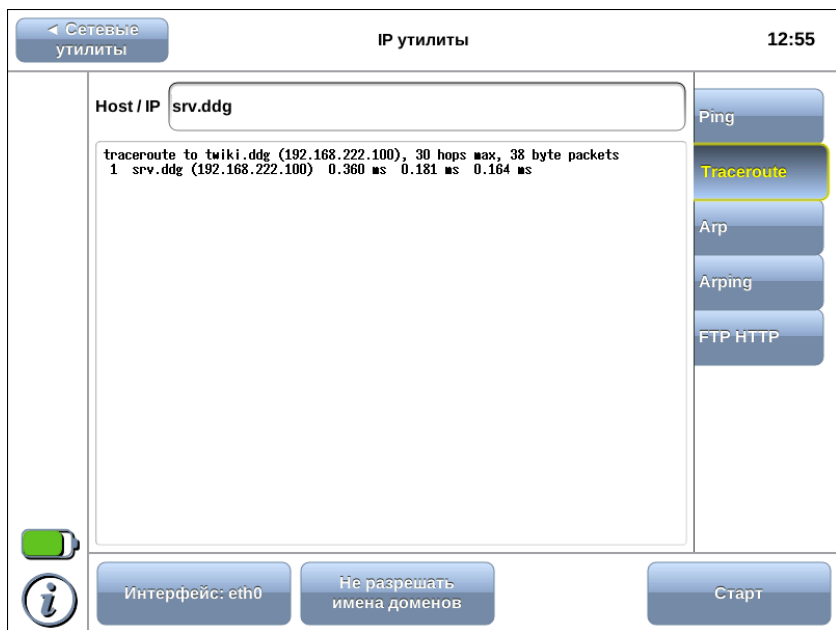 ◄ Сетевые
утилиты
IP утилиты
12:55
Host / IP
srv.ddg
Ping
traceroute to twiki.ddg (192.168.222.100), 30 hops max, 38 byte packets
1 srv.ddg (192.168.222.100) 0.360 ms 0.181 ms 0.164 ms
Traceroute
Arp
Arping
FTP HTTP
Интерфейс: eth0
Не разрешать
имена доменов
Старт
i